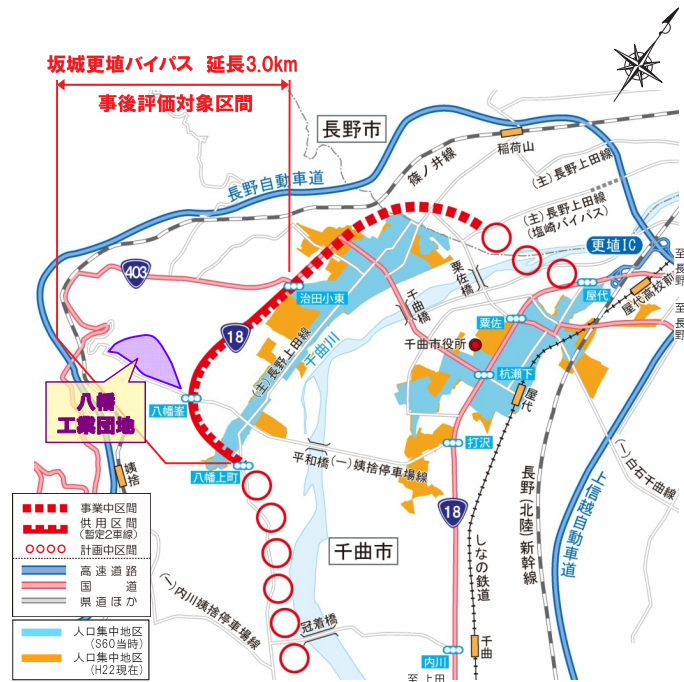 坂城更埴バイパス 延長3.0km
事後評価対象区間
長野市
長野自動車道
篠ノ井線
稲荷山
(主)長野上田線
(主)長野上田線
(塩崎バイパス)
更埴IC
403
治田小東
18
(主)長野上田線
千曲川
千曲橋
粟佐橋
屋代
屋代高校前
至 長
至 長野
粟佐
千曲市役所
杭瀬下
屋代
八幡
工業団地
八幡峯
八幡上町
平和橋
(一)姨捨停車場線
打沢
18
姨捨
千曲市
しなの鉄道
長野(北陸)新幹線
上信越自動車道
(一)白石千曲線
(一)内川姨捨停車場線
冠着橋
千曲
内川
至 上田
事業中区間
供用区間
(暫定2車線)
計画中区間
高速道路
国道
県道ほか
人口集中地区
(S60当時)
人口集中地区
(H22現在)